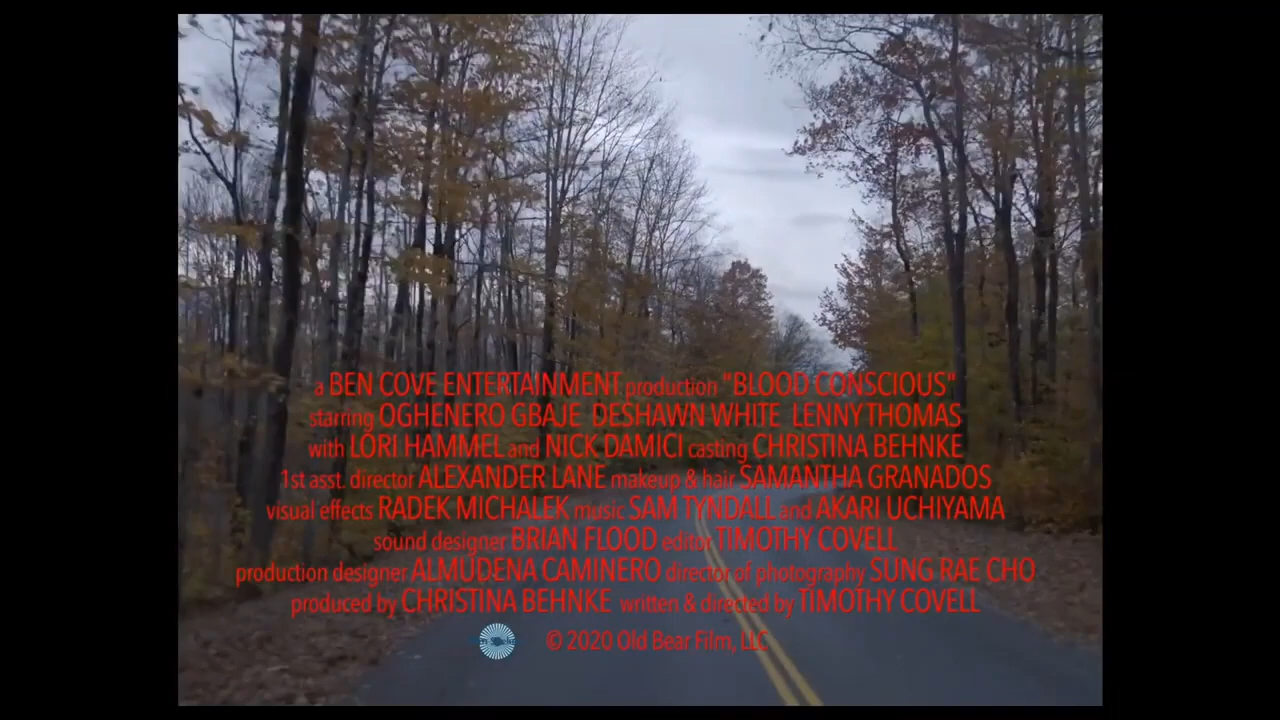 a BEN COVE ENTERTAINMENT production "BLOOD CONSCIOUS"
starring OGHENERO GBAJE DESHAWN WHITE LENNY THOMAS
with LORI HAMMEL and NICK DAMICI casting CHRISTINA BEHNKE
1st asst. director ALEXANDER LANE makeup & hair SAMANTHA GRANADOS
visual effects RADEK MICHALEK music SAM TYNDALL and AKARI UCHIYAMA
sound designer BRIAN FLOOD editor TIMOTHY COVELL
production designer ALMUDENA CAMINERO director of photography SUNG RAE CHO
produced by CHRISTINA BEHNKE written & directed by TIMOTHY COVELL
© 2020 Old Bear Film, LLC